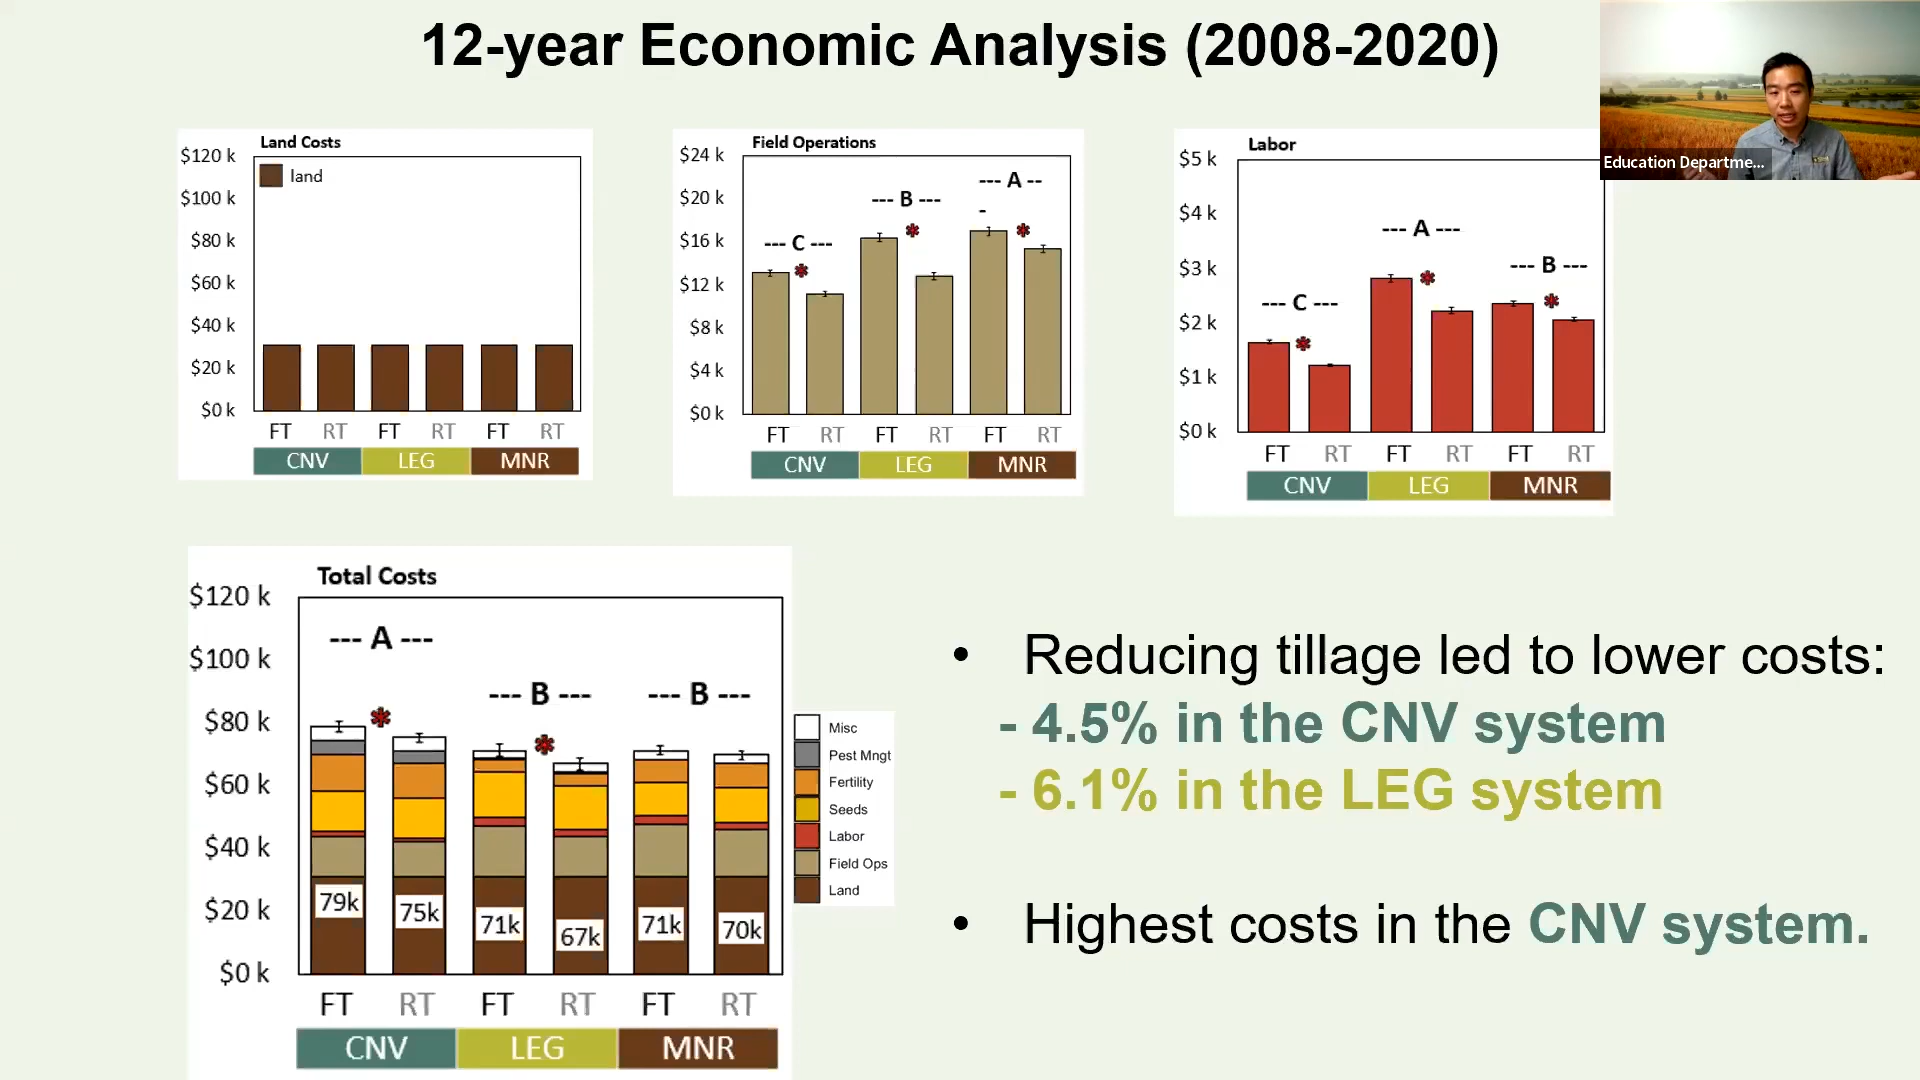 12-year Economic Analysis (2008-2020)
Education Departme...
Land Costs
$120 k
$100 k
$80 k
$60 k
$40 k
$20 k
$0 k
land
FT RT FT RT FT RT
CNV LEG MNR
Field Operations
$24 k
$20 k
$16 k
$12 k
$8 k
$4 k
$0 k
--- C ---
--- B ---
--- A --
-
* * *
FT RT FT RT FT RT
CNV LEG MNR
Labor
$5 k
$4 k
$3 k
$2 k
$1 k
$0 k
--- C ---
--- A ---
--- B ---
* * *
FT RT FT RT FT RT
CNV LEG MNR
Total Costs
$120 k
$100 k
$80 k
$60 k
$40 k
$20 k
$0 k
--- A ---
--- B ---
--- B ---
* *
79k 75k 71k 67k 71k 70k
FT RT FT RT FT RT
CNV LEG MNR
Misc
Pest Mngt
Fertility
Seeds
Labor
Field Ops
Land
• Reducing tillage led to lower costs:
- 4.5% in the CNV system
- 6.1% in the LEG system
• Highest costs in the CNV system.